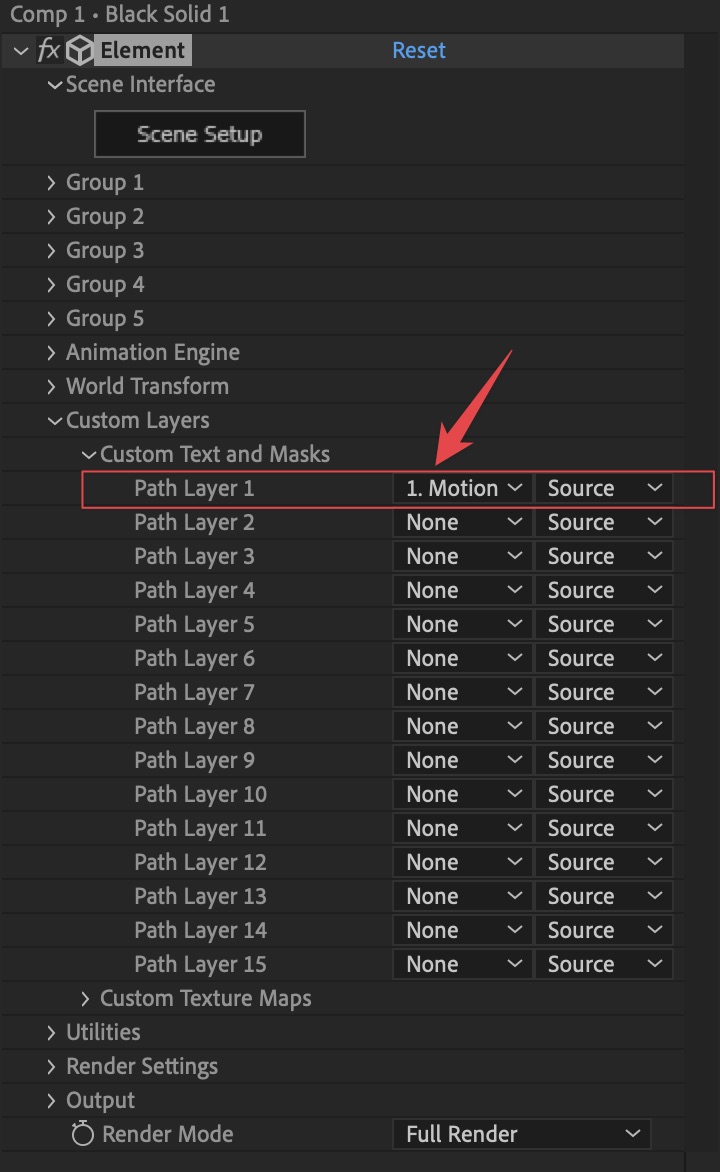 Comp 1 • Black Solid 1
fx Element Reset
Scene Interface
Scene Setup
Group 1
Group 2
Group 3
Group 4
Group 5
Animation Engine
World Transform
Custom Layers
Custom Text and Masks
Path Layer 1 1. Motion Source
Path Layer 2 None Source
Path Layer 3 None Source
Path Layer 4 None Source
Path Layer 5 None Source
Path Layer 6 None Source
Path Layer 7 None Source
Path Layer 8 None Source
Path Layer 9 None Source
Path Layer 10 None Source
Path Layer 11 None Source
Path Layer 12 None Source
Path Layer 13 None Source
Path Layer 14 None Source
Path Layer 15 None Source
Custom Texture Maps
Utilities
Render Settings
Output
Render Mode Full Render